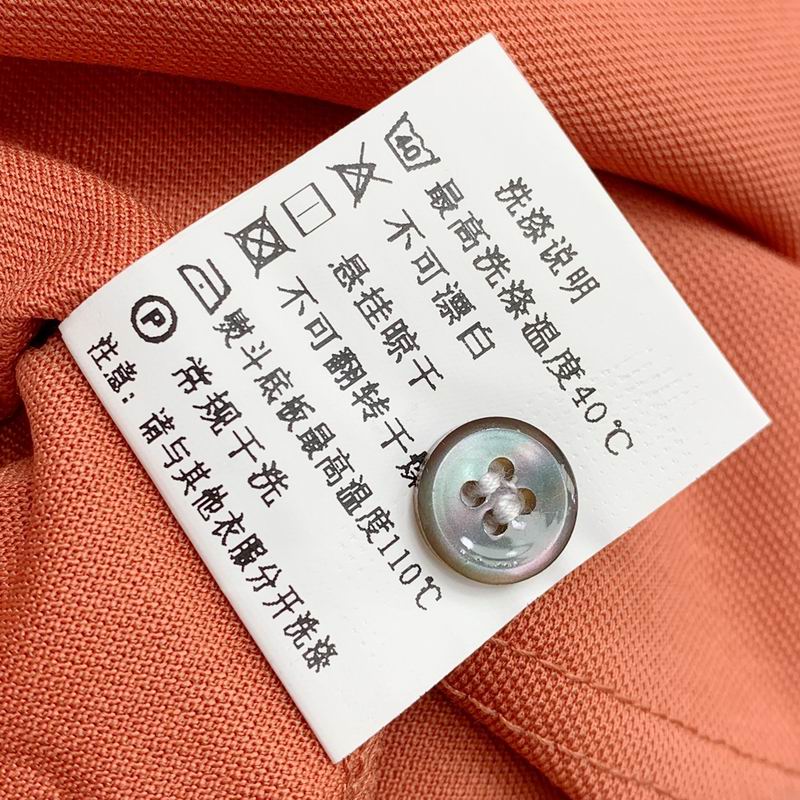 洗涤说明
40 最高洗涤温度40℃
不可漂白
悬挂晾干
不可翻转干燥
熨斗底板最高温度110℃
P 常规干洗
注意：请与其他衣服分开洗涤